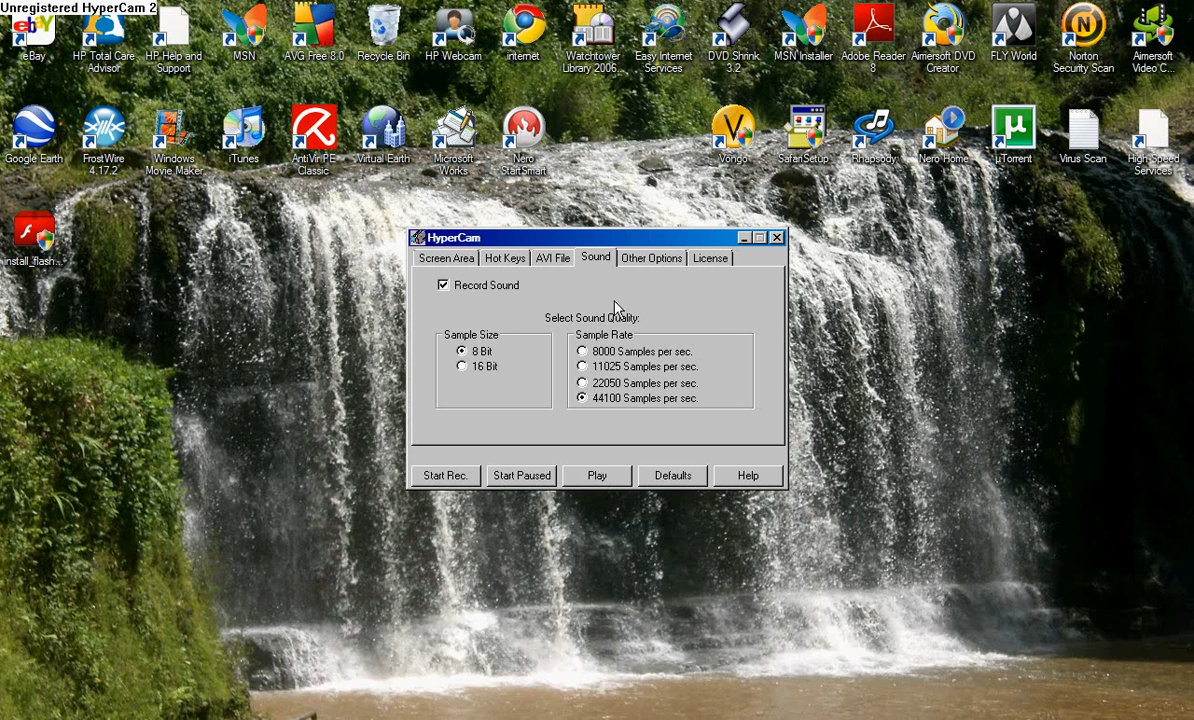 Unregistered HyperCam 2
eBay
HP Total Care
Advisor
HP Help and
Support
MSN
AVG Free 8.0
Recycle Bin
HP Webcam
internet
Watchtower
Library 2006...
Easy Internet
Services
DVD Shrink
3.2
MSN Installer
Adobe Reader
8
Aimersoft DVD
Creator
FLY World
Norton
Security Scan
Aimersoft
Video C...
Google Earth
FrostWire
4.17.2
Windows
Movie Maker
iTunes
AntiVir PE
Classic
Virtual Earth
Microsoft
Works
Nero
StartSmart
Vongo
SafariSetup
Rhapsody
Nero Home
µTorrent
Virus Scan
High Speed
Services
install_flash...
HyperCam
Screen Area
Hot Keys
AVI File
Sound
Other Options
License
Record Sound
Select Sound Quality:
Sample Size
8 Bit
16 Bit
Sample Rate
8000 Samples per sec.
11025 Samples per sec.
22050 Samples per sec.
44100 Samples per sec.
Start Rec.
Start Paused
Play
Defaults
Help